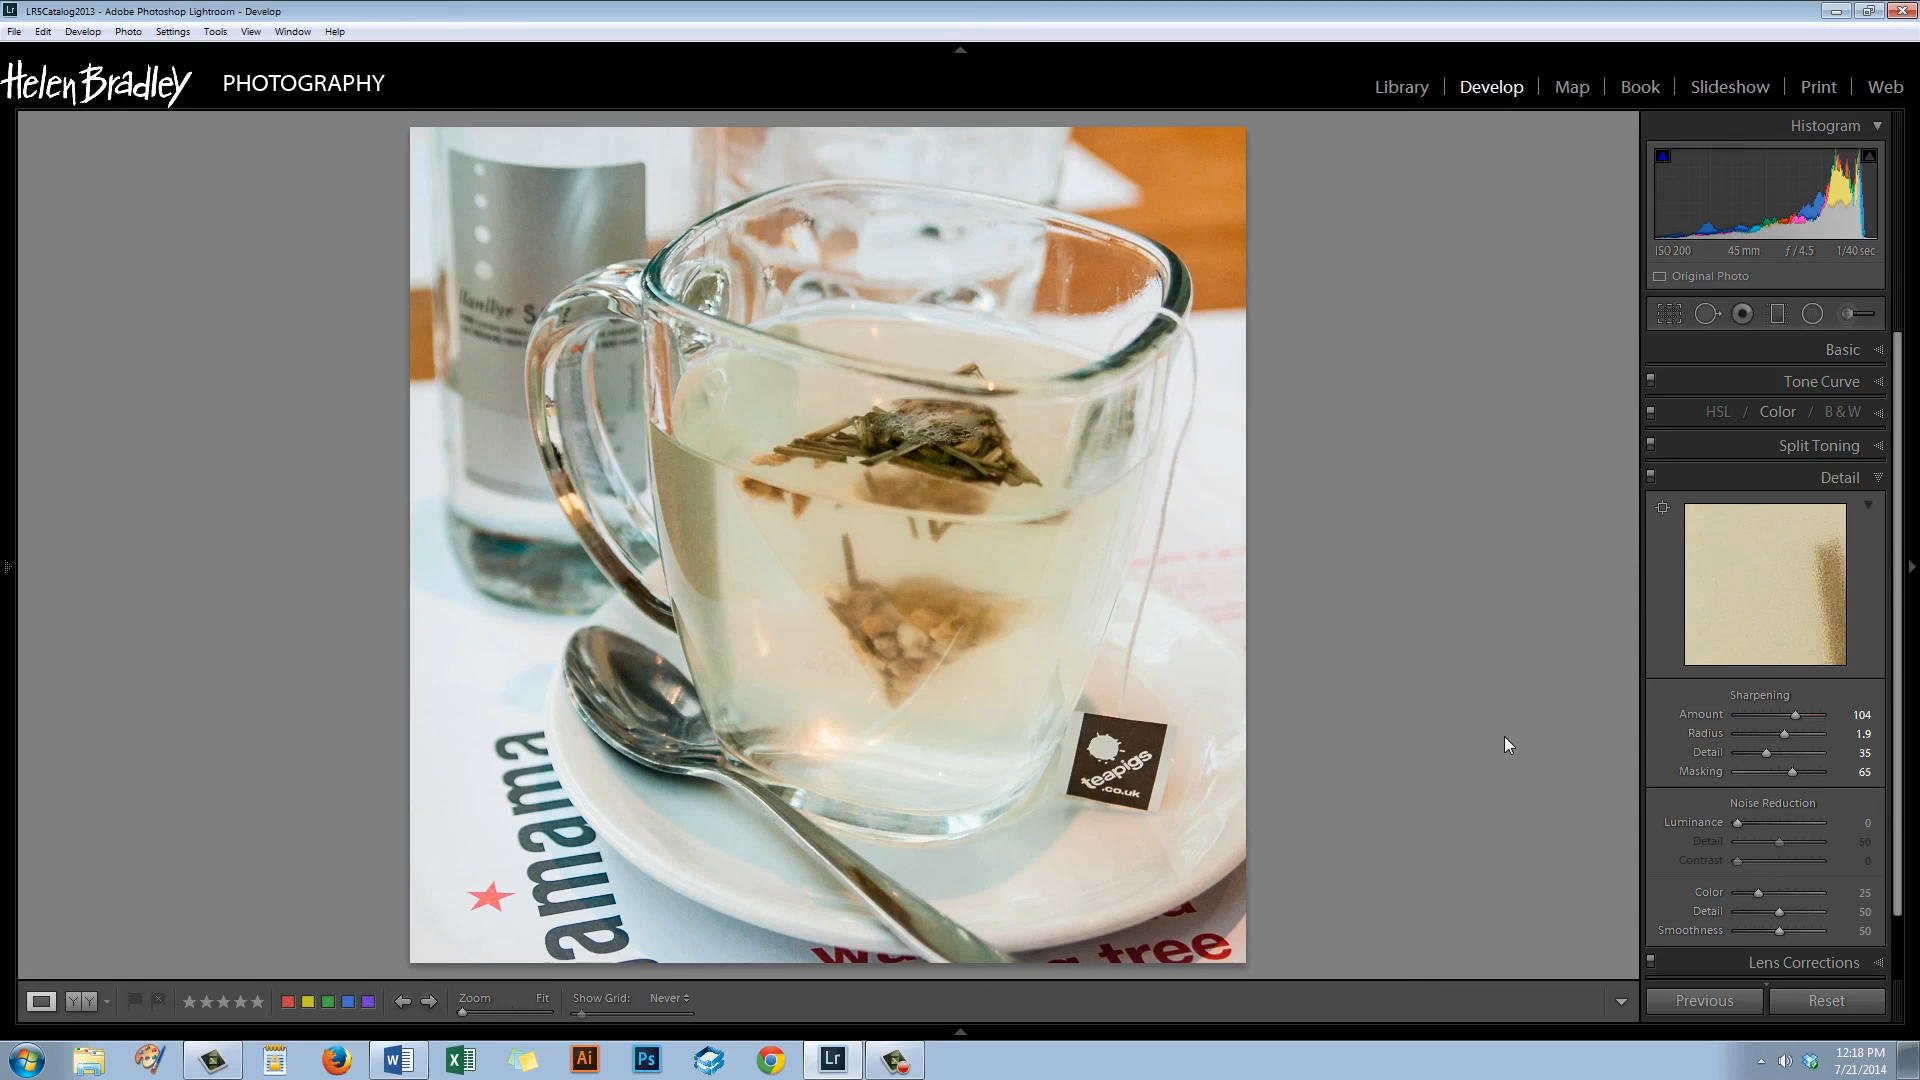 LR5Catalog2013 - Adobe Photoshop Lightroom - Develop
File Edit Develop Photo Settings Tools View Window Help
Helen Bradley PHOTOGRAPHY
Library Develop Map Book Slideshow Print Web
Histogram
ISO 200 45 mm ƒ / 4.5 1/40 sec
Original Photo
Basic
Tone Curve
HSL / Color / B & W
Split Toning
Detail
Sharpening
Amount 104
Radius 1.9
Detail 35
Masking 65
Noise Reduction
Luminance 0
Detail 50
Contrast 0
Color 25
Detail 50
Smoothness 50
Lens Corrections
Previous Reset
teapigs
.co.uk
gamama
tree
Y Y Zoom Fit Show Grid: Never
W X Ai Ps Lr
12:18 PM
7/21/2014